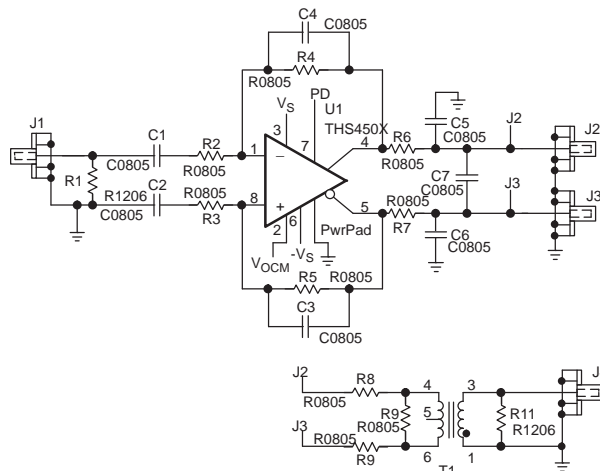 C4
C0805
R4
R0805
PD
U1
VS
3
7
THS450X
4
J1
C1
C0805
R2
R0805
1
−
R6
R0805
C5
C0805
J2
J2
R1
R1206
C2
C0805
R0805
R3
8
+
5
C7
C0805
J3
J3
R0805
R7
2
6
PwrPad
VOCM
-VS
C6
C0805
R5
R0805
C3
C0805
J2
R8
R0805
4
3
J
R9
R0805
5
R11
R1206
J3
R0805
R9
6
1
T1